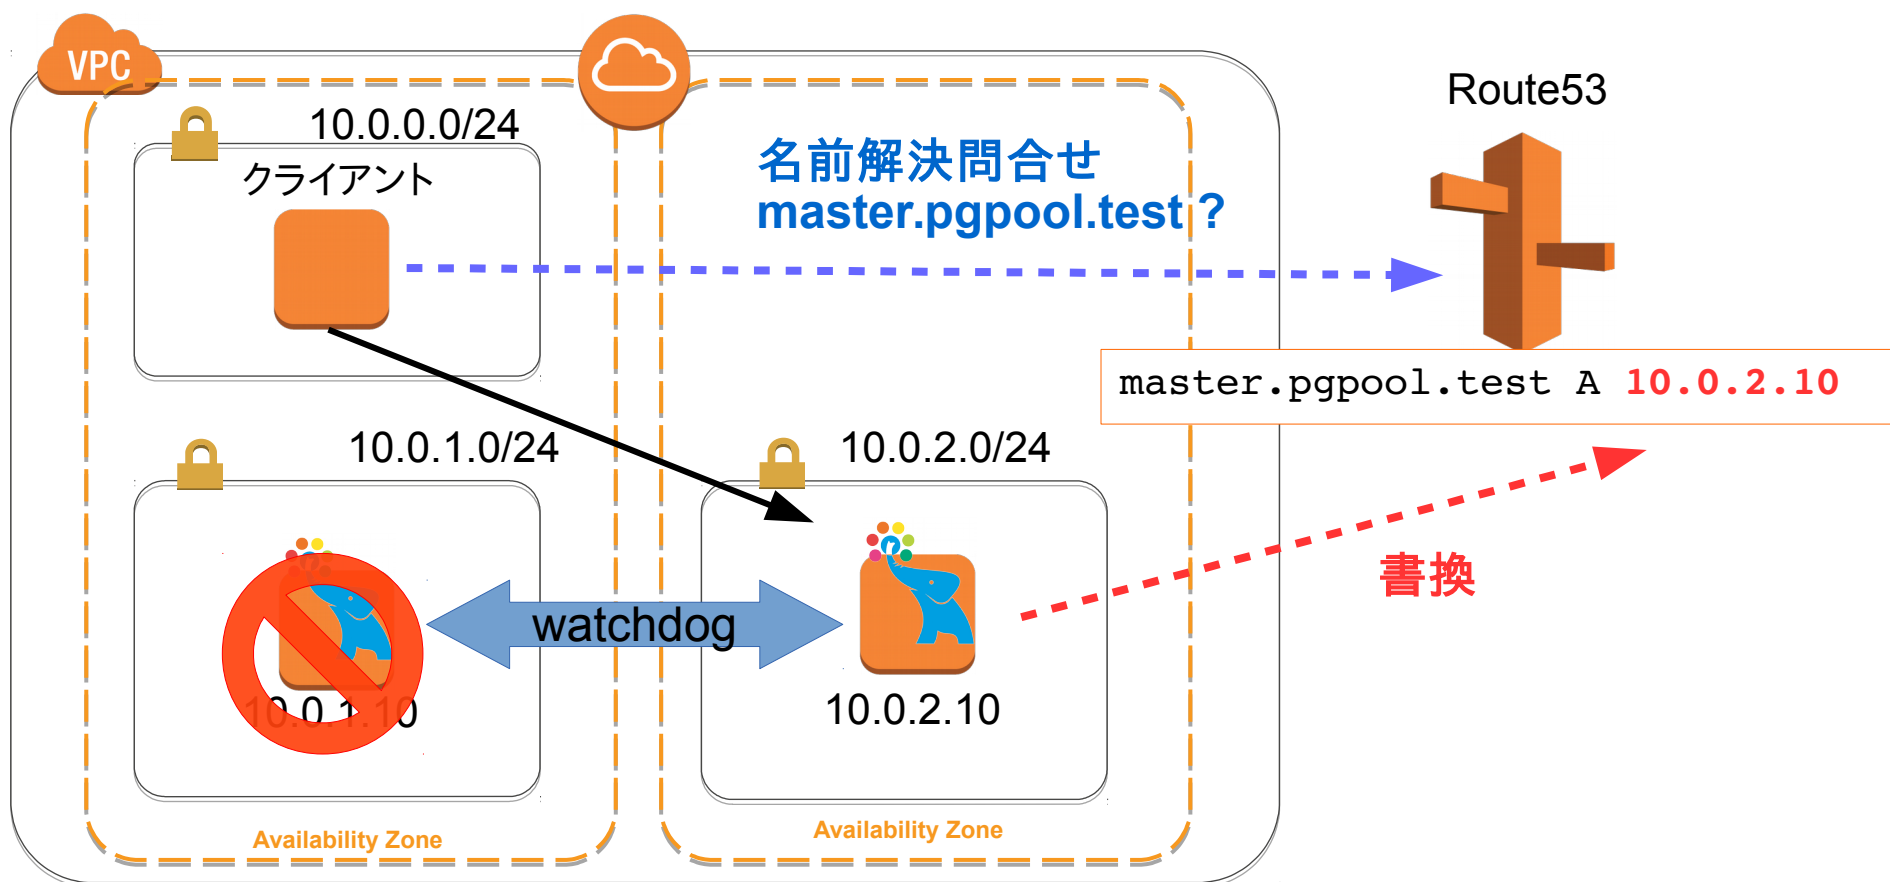 VPC
10.0.0.0/24
クライアント
Route53
名前解決問合せ
master.pgpool.test ?
master.pgpool.test A 10.0.2.10
10.0.1.0/24
10.0.2.0/24
書換
watchdog
10.0.1.10
10.0.2.10
Availability Zone
Availability Zone